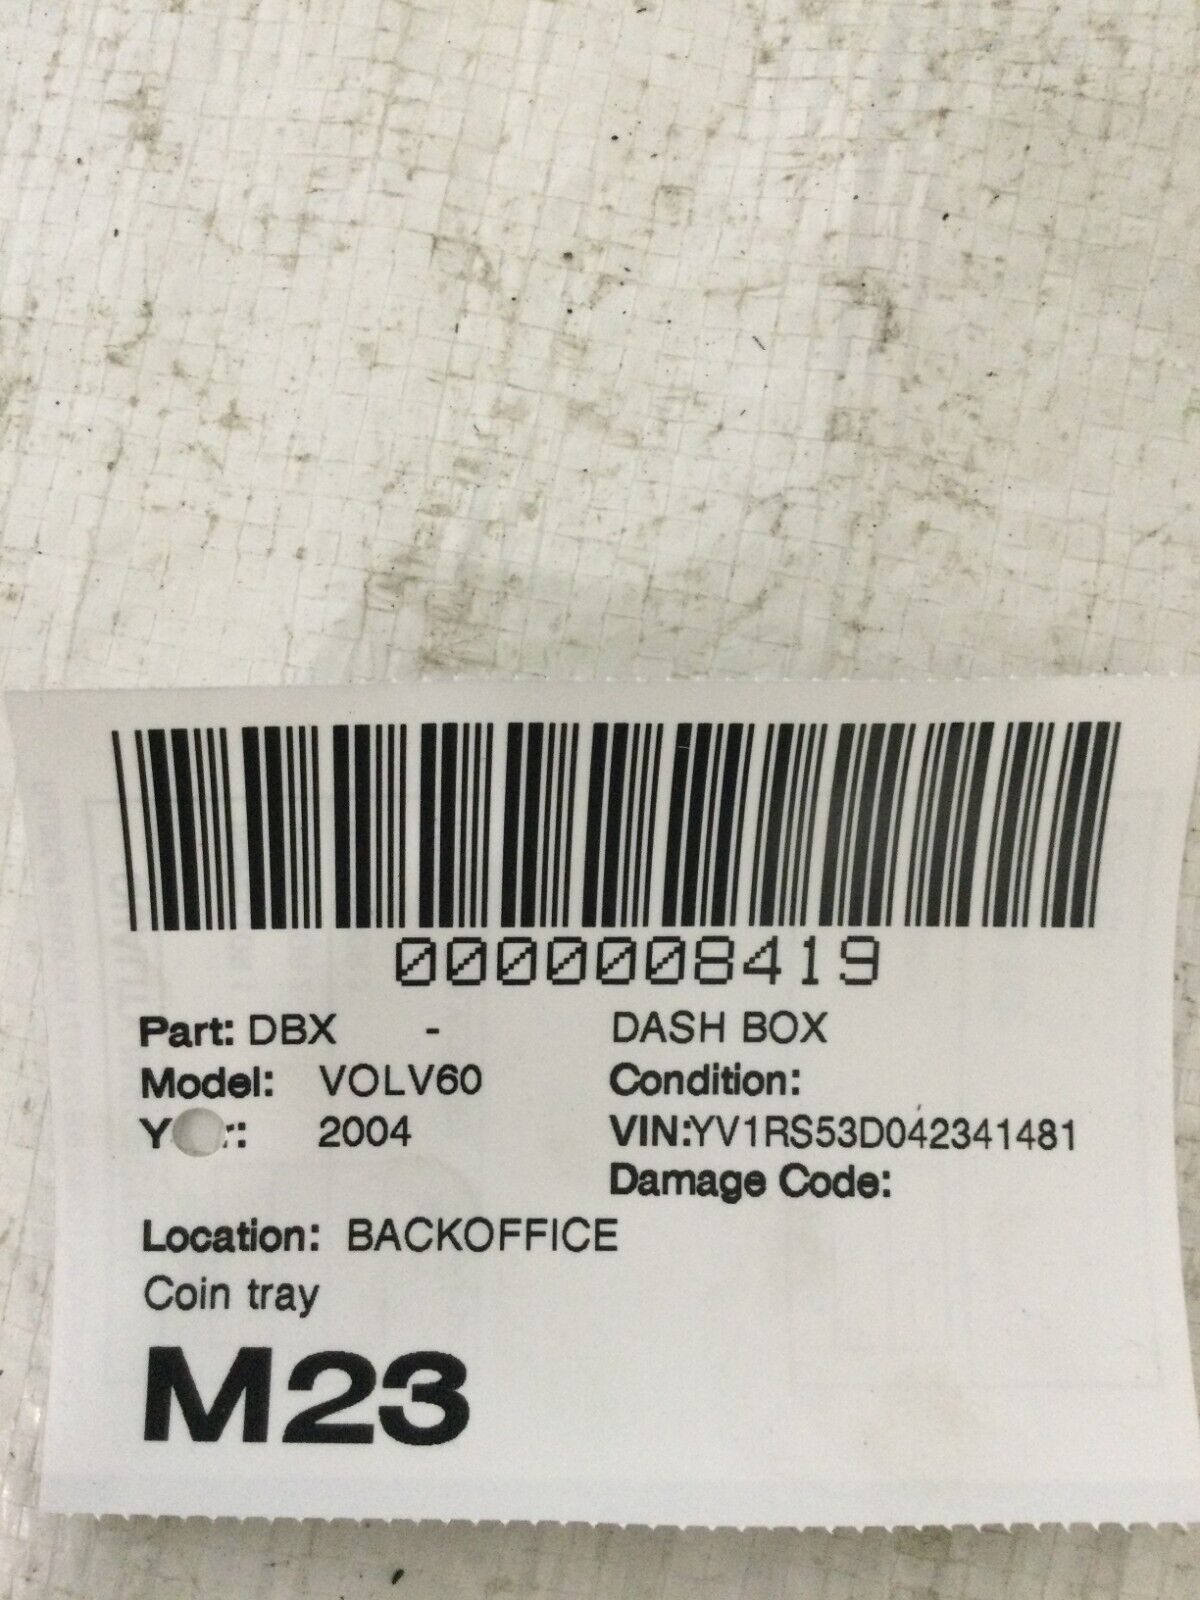 0000008419
Part: DBX - DASH BOX
Model: VOLV60 Condition:
Y r: 2004 VIN:YV1RS53D042341481
Damage Code:
Location: BACKOFFICE
Coin tray
M23